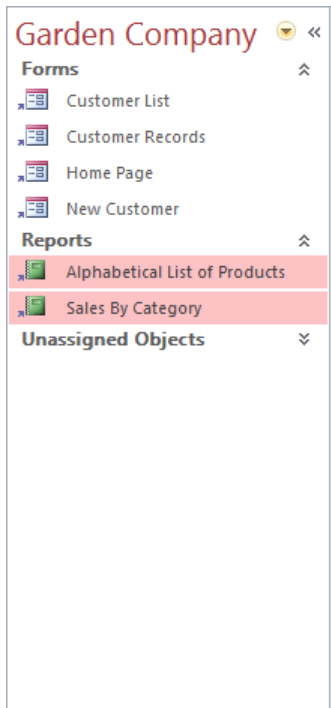 Garden Company
Forms
Customer List
Customer Records
Home Page
New Customer
Reports
Alphabetical List of Products
Sales By Category
Unassigned Objects